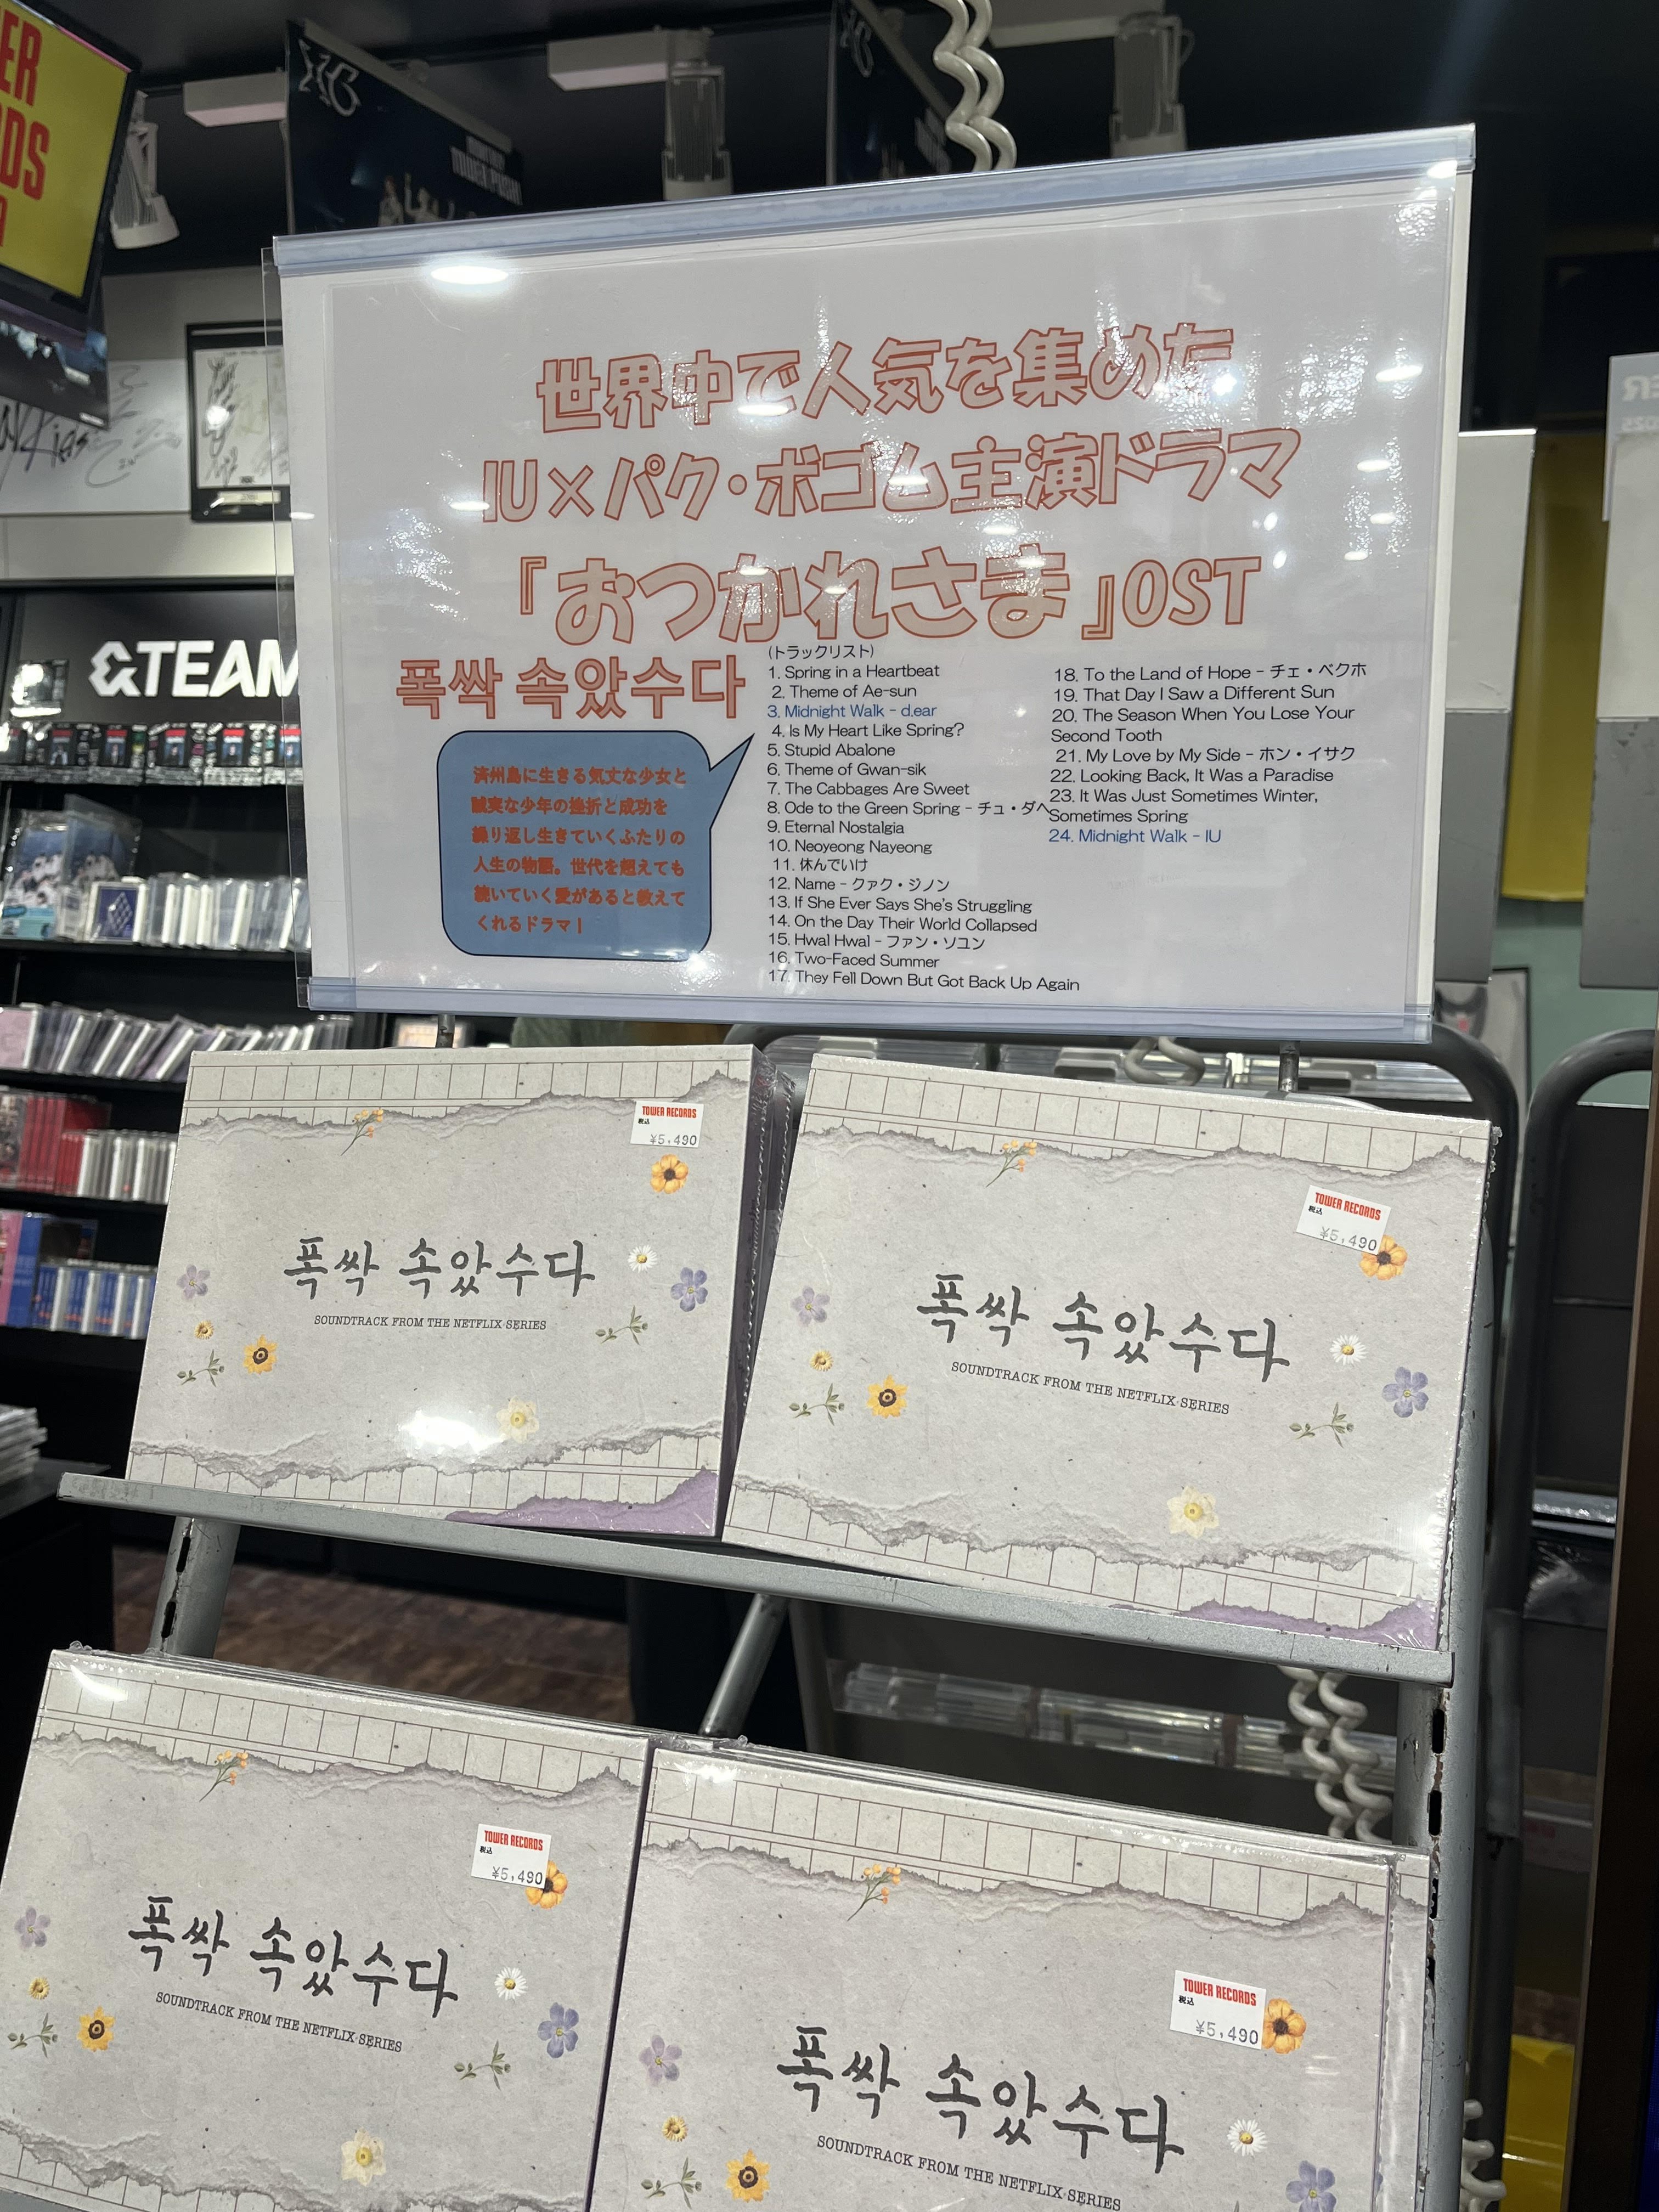 TOWER PUSH
世界中で人気を集めた
IU×パク・ボゴム主演ドラマ
『おつかれさま』OST
폭싹 속았수다
済州島に生きる気丈な少女と
誠実な少年の挫折と成功を
繰り返し生きていくふたりの
人生の物語。世代を超えても
続いていく愛があると教えて
くれるドラマ！
(トラックリスト)
1. Spring in a Heartbeat
2. Theme of Ae-sun
3. Midnight Walk - d.ear
4. Is My Heart Like Spring?
5. Stupid Abalone
6. Theme of Gwan-sik
7. The Cabbages Are Sweet
8. Ode to the Green Spring - チュ・ダヘ
9. Eternal Nostalgia
10. Neoyeong Nayeong
11. 休んでいけ
12. Name - クァク・ジノン
13. If She Ever Says She's Struggling
14. On the Day Their World Collapsed
15. Hwal Hwal - ファン・ソユン
16. Two-Faced Summer
17. They Fell Down But Got Back Up Again
18. To the Land of Hope - チェ・ベクホ
19. That Day I Saw a Different Sun
20. The Season When You Lose Your
Second Tooth
21. My Love by My Side - ホン・イサク
22. Looking Back, It Was a Paradise
23. It Was Just Sometimes Winter,
Sometimes Spring
24. Midnight Walk - IU
&TEAM
TOWER RECORDS
税込
¥5,490
폭싹 속았수다
SOUNDTRACK FROM THE NETFLIX SERIES
TOWER RECORDS
税込
¥5,490
폭싹 속았수다
SOUNDTRACK FROM THE NETFLIX SERIES
TOWER RECORDS
税込
¥5,490
폭싹 속았수다
SOUNDTRACK FROM THE NETFLIX SERIES
TOWER RECORDS
税込
¥5,490
폭싹 속았수다
SOUNDTRACK FROM THE NETFLIX SERIES